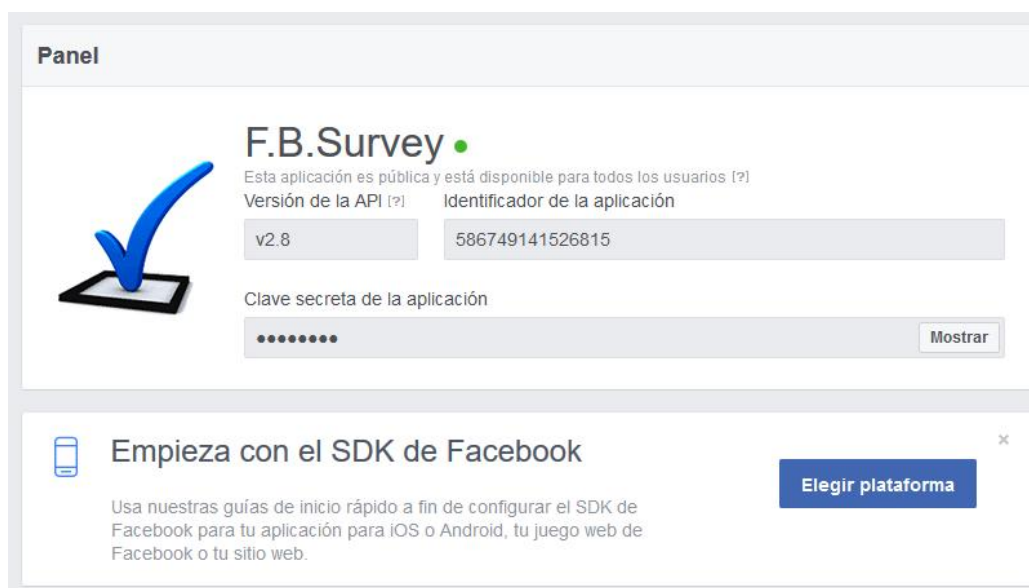 Panel
F.B.Survey
Esta aplicación es pública y está disponible para todos los usuarios [?]
Versión de la API [?] Identificador de la aplicación
v2.8 586749141526815
Clave secreta de la aplicación
●●●●●●●● Mostrar
Empieza con el SDK de Facebook
Elegir plataforma
Usa nuestras guías de inicio rápido a fin de configurar el SDK de
Facebook para tu aplicación para iOS o Android, tu juego web de
Facebook o tu sitio web.